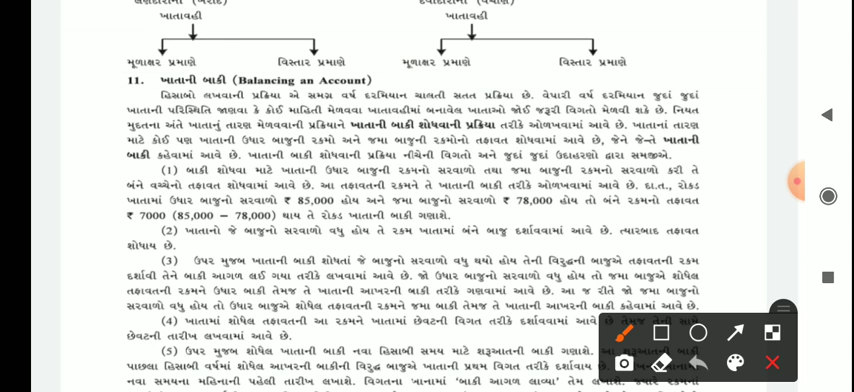 લેણદારોની (ખરીદ) દેવાદારોની (વેચાણ)
ખાતાવહી ખાતાવહી
મૂળાક્ષર પ્રમાણે વિસ્તાર પ્રમાણે મૂળાક્ષર પ્રમાણે વિસ્તાર પ્રમાણે
11. ખાતાની બાકી (Balancing an Account)
હિસાબો લખવાની પ્રક્રિયા એ સમગ્ર વર્ષ દરમિયાન ચાલતી સતત પ્રક્રિયા છે. વેપારી વર્ષ દરમિયાન જુદાં જુદાં
ખાતાની પરિસ્થિતિ જાણવા કે કોઈ માહિતી મેળવવા ખાતાવહીમાં બનાવેલ ખાતાઓ જોઈ જરૂરી વિગતો મેળવી શકે છે. નિયત
મુદતના અંતે ખાતાનું તારણ મેળવવાની પ્રક્રિયાને ખાતાની બાકી શોધવાની પ્રક્રિયા તરીકે ઓળખવામાં આવે છે. ખાતાનાં તારણ
માટે કોઈ પણ ખાતાની ઉધાર બાજુની રકમો અને જમા બાજુની રકમોનો તફાવત શોધવામાં આવે છે, જેને જે-તે ખાતાની
બાકી કહેવામાં આવે છે. ખાતાની બાકી શોધવાની પ્રક્રિયા નીચેની વિગતો અને જુદાં જુદાં ઉદાહરણો દ્વારા સમજીએ.
(1) બાકી શોધવા માટે ખાતાની ઉધાર બાજુની રકમનો સરવાળો તથા જમા બાજુની રકમનો સરવાળો કરી તે
બંને વચ્ચેનો તફાવત શોધવામાં આવે છે. આ તફાવતની રકમને તે ખાતાની બાકી તરીકે ઓળખવામાં આવે છે. દા.ત., રોકડ
ખાતામાં ઉધાર બાજુનો સરવાળો ₹ 85,000 હોય અને જમા બાજુનો સરવાળો ₹ 78,000 હોય તો બંને રકમનો તફાવત
₹ 7000 (85,000 – 78,000) થાય તે રોકડ ખાતાની બાકી ગણાશે.
(2) ખાતાનો જે બાજુનો સરવાળો વધુ હોય તે રકમ ખાતામાં બંને બાજુ દર્શાવવામાં આવે છે. ત્યારબાદ તફાવત
શોધાય છે.
(3) ઉપર મુજબ ખાતાની બાકી શોધતાં જે બાજુનો સરવાળો વધુ થયો હોય તેની વિરુદ્ધની બાજુએ તફાવતની રકમ
દર્શાવી તેને બાકી આગળ લઈ ગયા તરીકે લખવામાં આવે છે. જો ઉધાર બાજુનો સરવાળો વધુ હોય તો જમા બાજુએ શોધેલ
તફાવતની રકમને ઉધાર બાકી તેમજ તે ખાતાની આખરની બાકી તરીકે ગણવામાં આવે છે. આ જ રીતે જો જમા બાજુનો
સરવાળો વધુ હોય તો ઉધાર બાજુએ શોધેલ તફાવતની રકમને જમા બાકી તેમજ તે ખાતાની આખરની બાકી કહેવામાં આવે છે.
(4) ખાતામાં શોધેલ તફાવતની આ રકમને ખાતામાં છેવટની વિગત તરીકે દર્શાવવામાં આવે છે તેમજ તેની સામે
છેવટની તારીખ લખવામાં આવે છે.
(5) ઉપર મુજબ શોધેલ ખાતાની બાકી નવા હિસાબી સમય માટે શરૂઆતની બાકી ગણાશે. આ શરૂઆતની બાકી
પાછલા હિસાબી વર્ષમાં શોધેલ આખરની બાકીની વિરુદ્ધ બાજુએ ખાતાની પ્રથમ વિગત તરીકે દર્શાવાય છે.
નવા સમયના મહિનાની પહેલી તારીખ લખાશે. વિગતના ખાનામાં ‘બાકી આગળ લાવ્યા’ તેમ લખાશે. જ્યારે રકમનાં